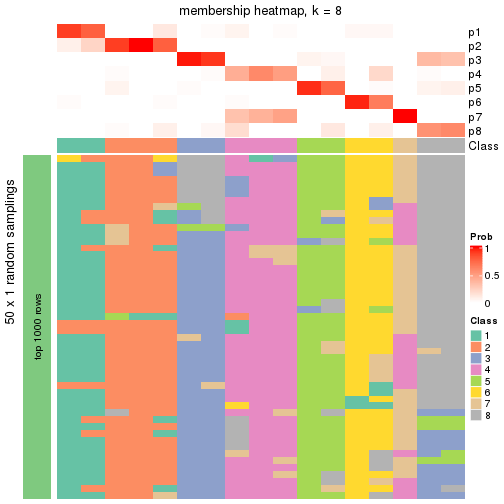 membership heatmap, k = 8
p1
p2
p3
p4
p5
p6
p7
p8
Class
50 x 1 random samplings
top 1000 rows
Prob
1
0.5
0
Class
1
2
3
4
5
6
7
8